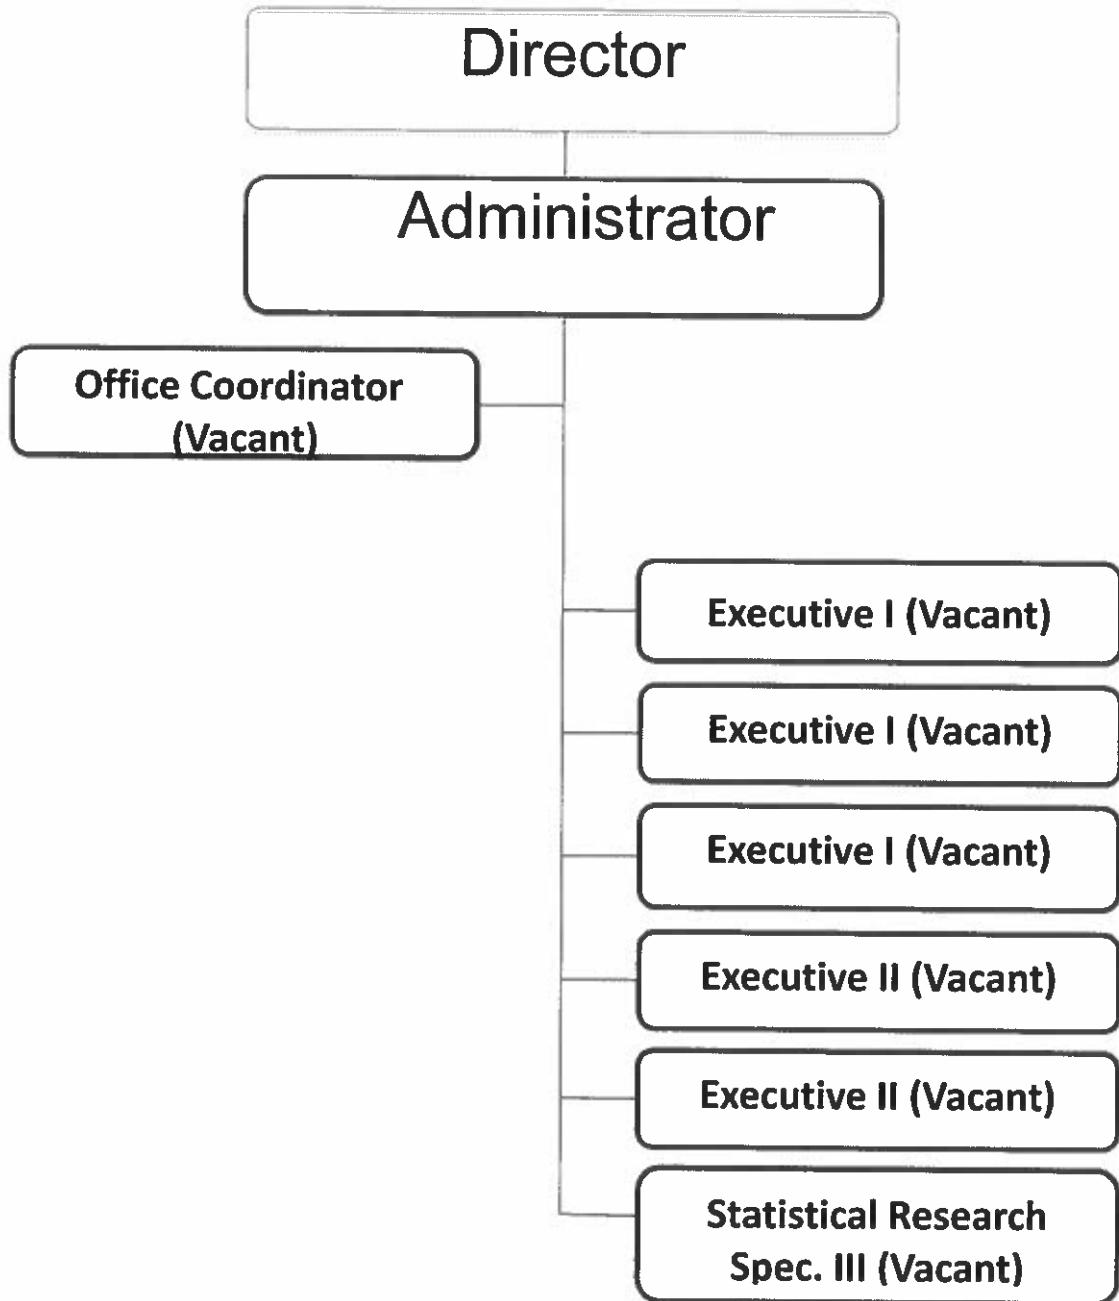 Director
Administrator
Office Coordinator
(Vacant)
Executive I (Vacant)
Executive I (Vacant)
Executive I (Vacant)
Executive II (Vacant)
Executive II (Vacant)
Statistical Research
Spec. III (Vacant)